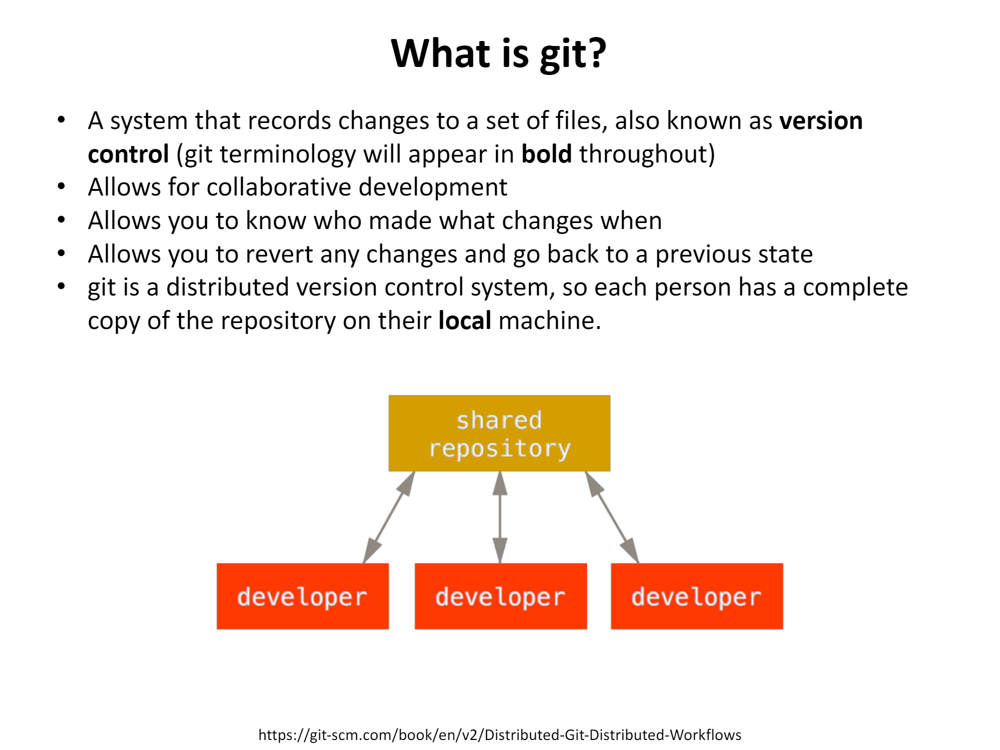 What is git?
• A system that records changes to a set of files, also known as version
control (git terminology will appear in bold throughout)
• Allows for collaborative development
• Allows you to know who made what changes when
• Allows you to revert any changes and go back to a previous state
• git is a distributed version control system, so each person has a complete
copy of the repository on their local machine.
shared
repository
developer
developer
developer
https://git-scm.com/book/en/v2/Distributed-Git-Distributed-Workflows